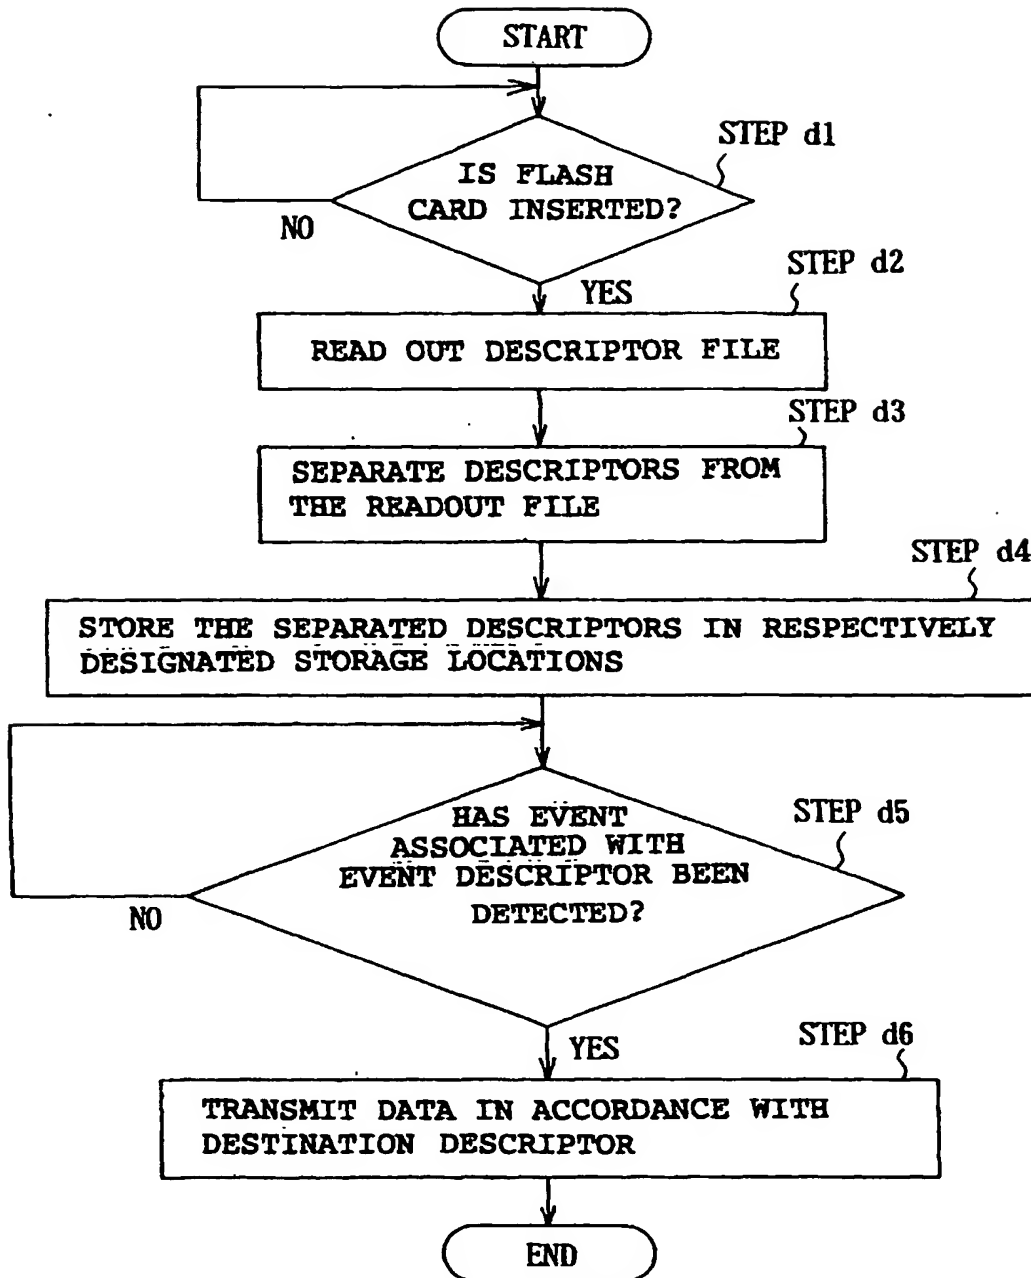 START
STEP d1
IS FLASH
CARD INSERTED?
NO
YES
STEP d2
READ OUT DESCRIPTOR FILE
STEP d3
SEPARATE DESCRIPTORS FROM
THE READOUT FILE
STEP d4
STORE THE SEPARATED DESCRIPTORS IN RESPECTIVELY
DESIGNATED STORAGE LOCATIONS
STEP d5
HAS EVENT
ASSOCIATED WITH
EVENT DESCRIPTOR BEEN
DETECTED?
NO
YES
STEP d6
TRANSMIT DATA IN ACCORDANCE WITH
DESTINATION DESCRIPTOR
END